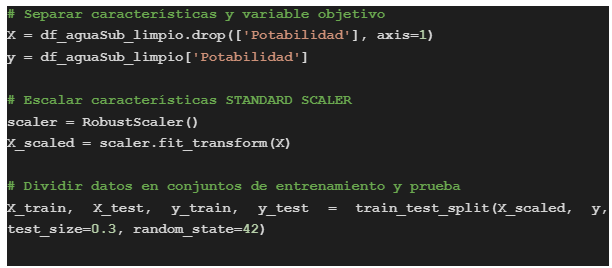 # Separar características y variable objetivo
X = df_aguaSub_limpio.drop(['Potabilidad'], axis=1)
y = df_aguaSub_limpio['Potabilidad']
# Escalar características STANDARD SCALER
scaler = RobustScaler()
X_scaled = scaler.fit_transform(X)
# Dividir datos en conjuntos de entrenamiento y prueba
X_train, X_test, y_train, y_test = train_test_split(X_scaled, y,
test_size=0.3, random_state=42)